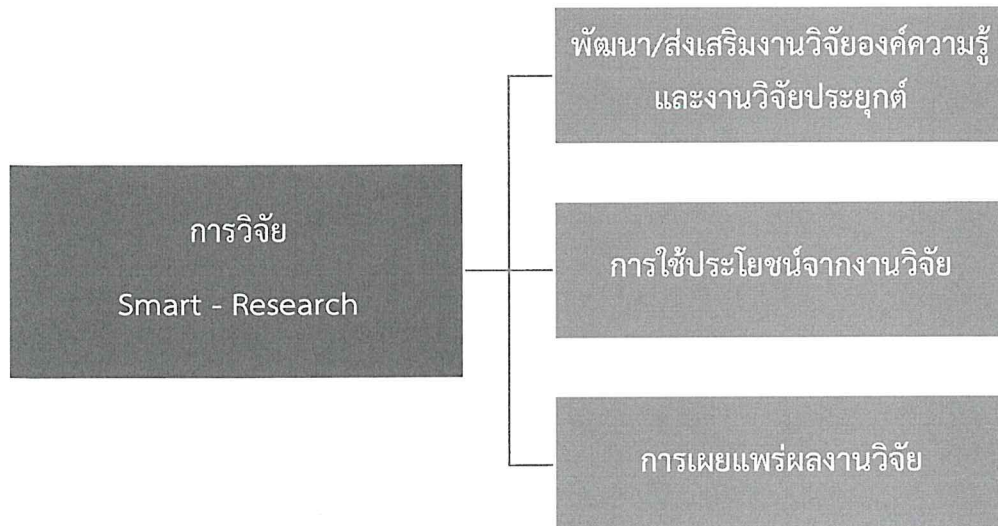 พัฒนา/ส่งเสริมงานวิจัยองค์ความรู้
และงานวิจัยประยุกต์
การวิจัย
Smart - Research
การใช้ประโยชน์จากงานวิจัย
การเผยแพร่ผลงานวิจัย